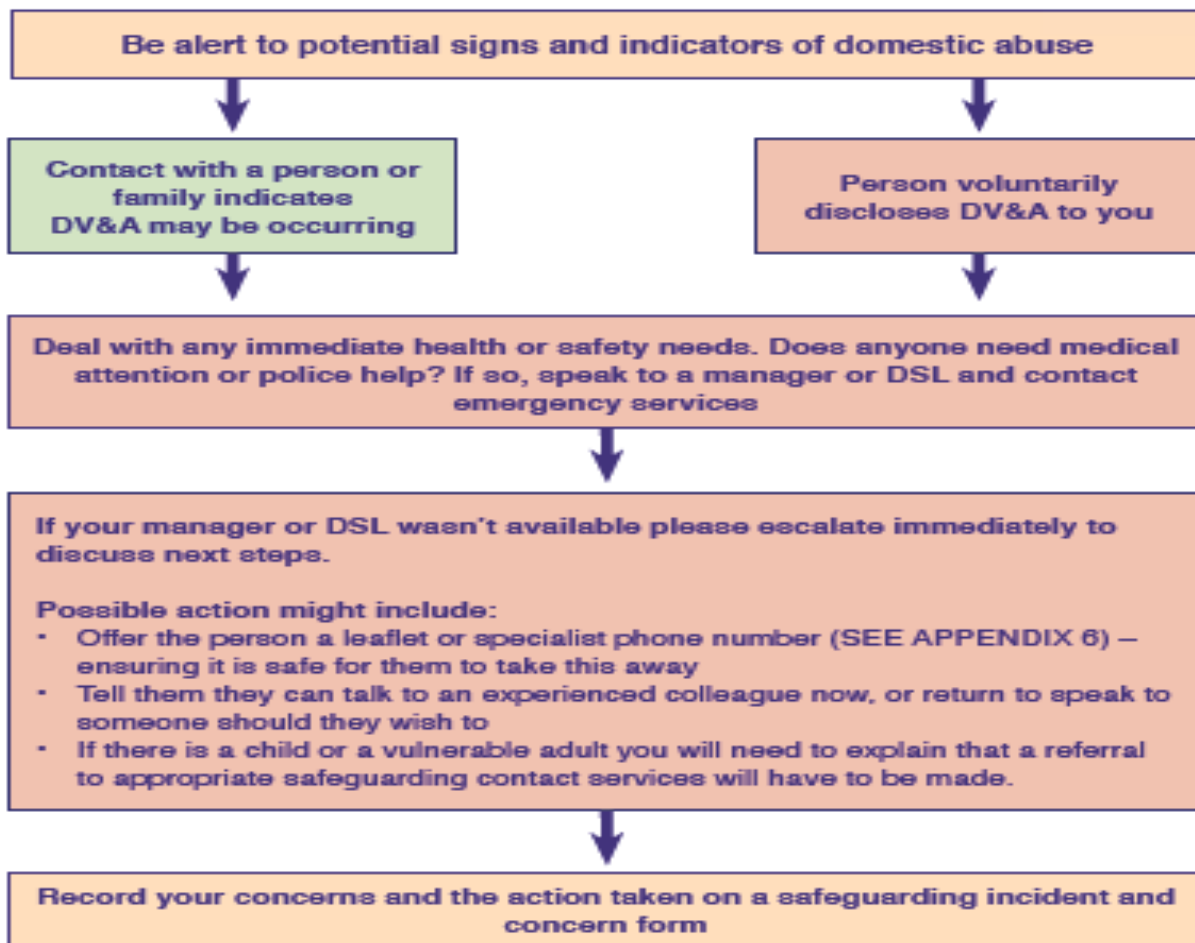 Be alert to potential signs and indicators of domestic abuse
Contact with a person or
family indicates
DV&A may be occurring
Person voluntarily
discloses DV&A to you
Deal with any immediate health or safety needs. Does anyone need medical
attention or police help? If so, speak to a manager or DSL and contact
emergency services
If your manager or DSL wasn't available please escalate immediately to
discuss next steps.
Possible action might include:
• Offer the person a leaflet or specialist phone number (SEE APPENDIX 6) –
ensuring it is safe for them to take this away
• Tell them they can talk to an experienced colleague now, or return to speak to
someone should they wish to
• If there is a child or a vulnerable adult you will need to explain that a referral
to appropriate safeguarding contact services will have to be made.
Record your concerns and the action taken on a safeguarding incident and
concern form